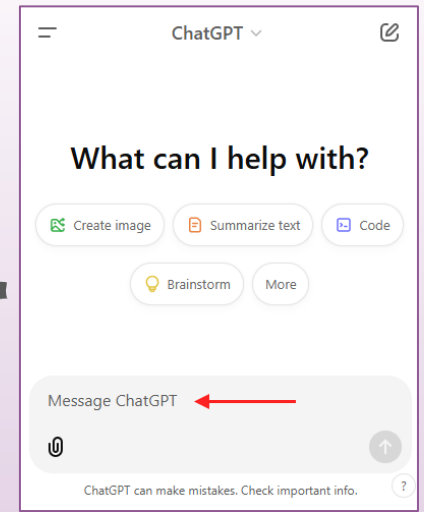 ChatGPT
What can I help with?
Create image Summarize text Code
Brainstorm More
Message ChatGPT
ChatGPT can make mistakes. Check important info. ?